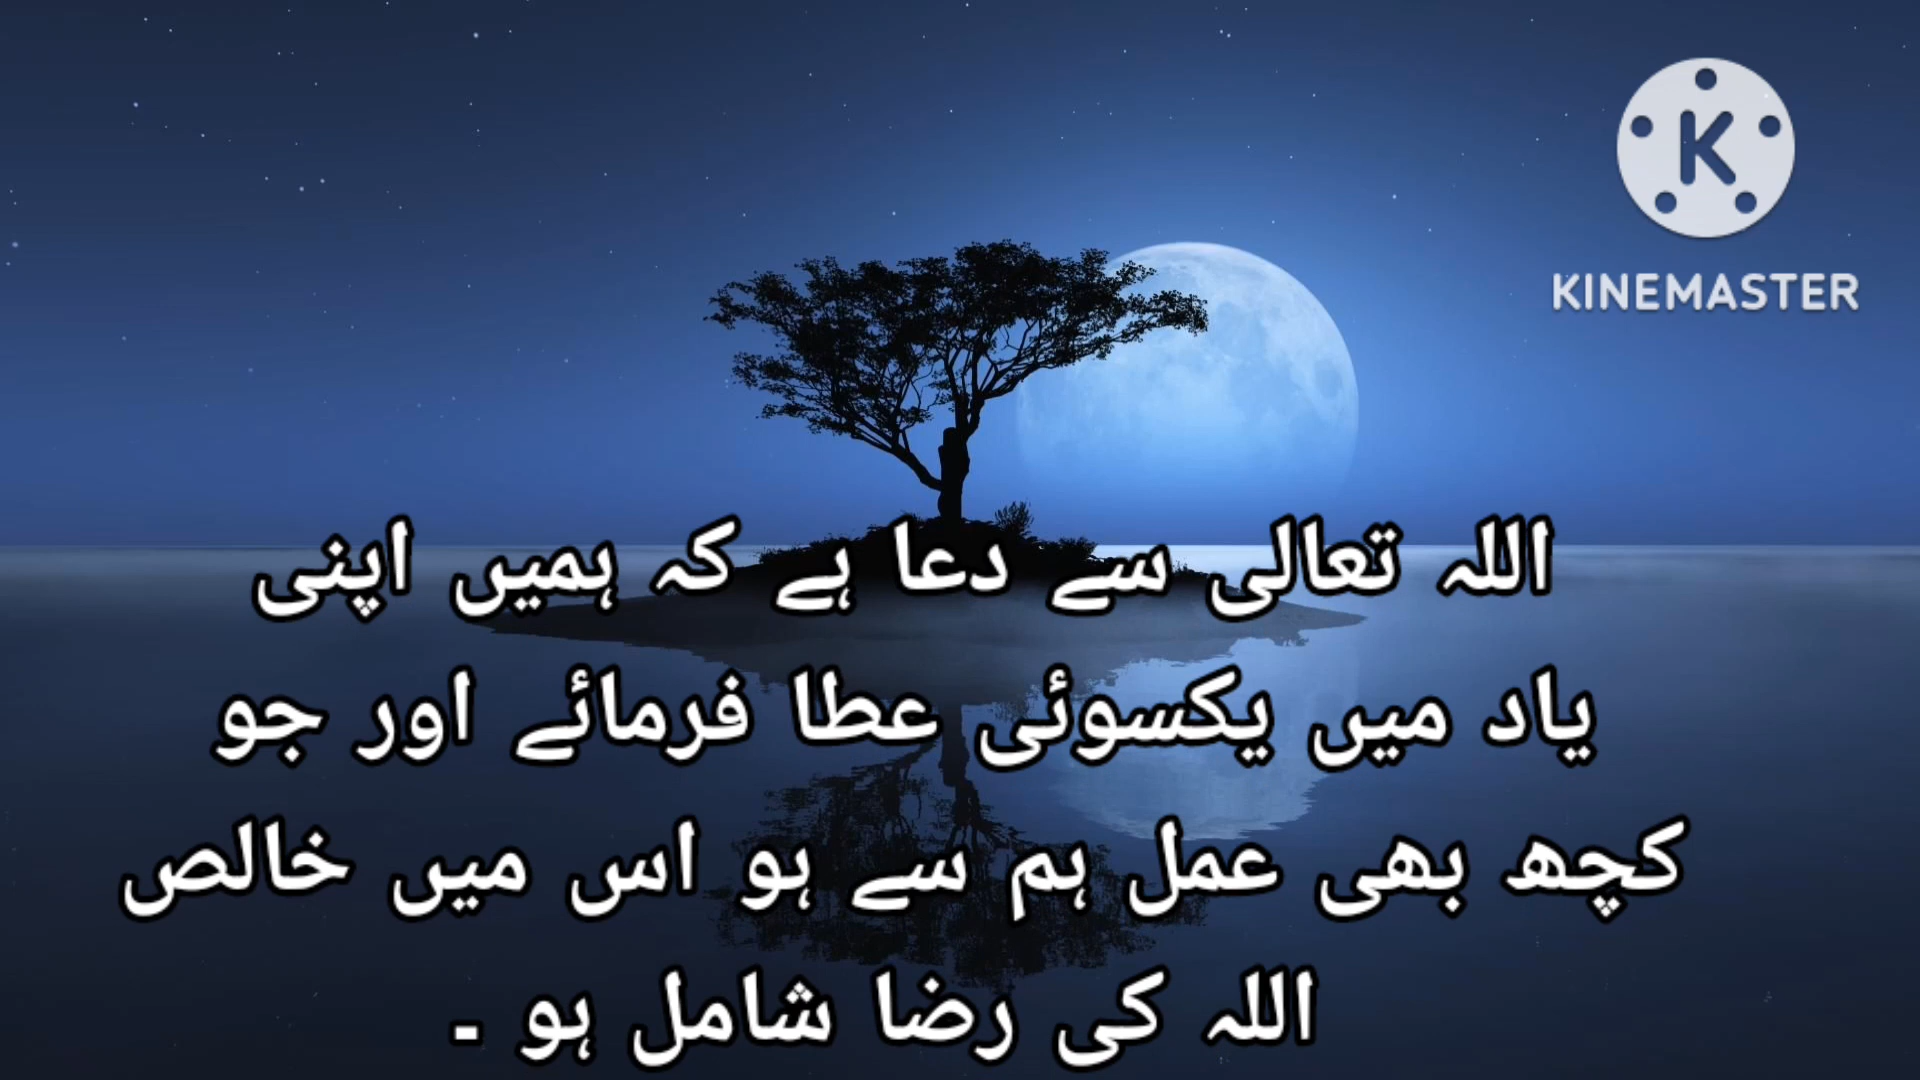 KINEMASTER
اللہ تعالی سے دعا ہے کہ ہمیں اپنی
یاد میں یکسوئی عطا فرمائے اور جو
کچھ بھی عمل ہم سے ہو اس میں خالص
اللہ کی رضا شامل ہو ۔